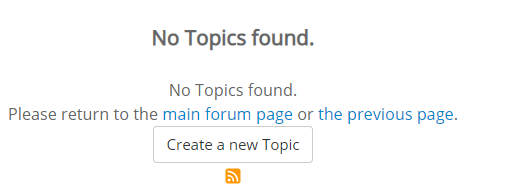 No Topics found.
No Topics found.
Please return to the main forum page or the previous page.
Create a new Topic